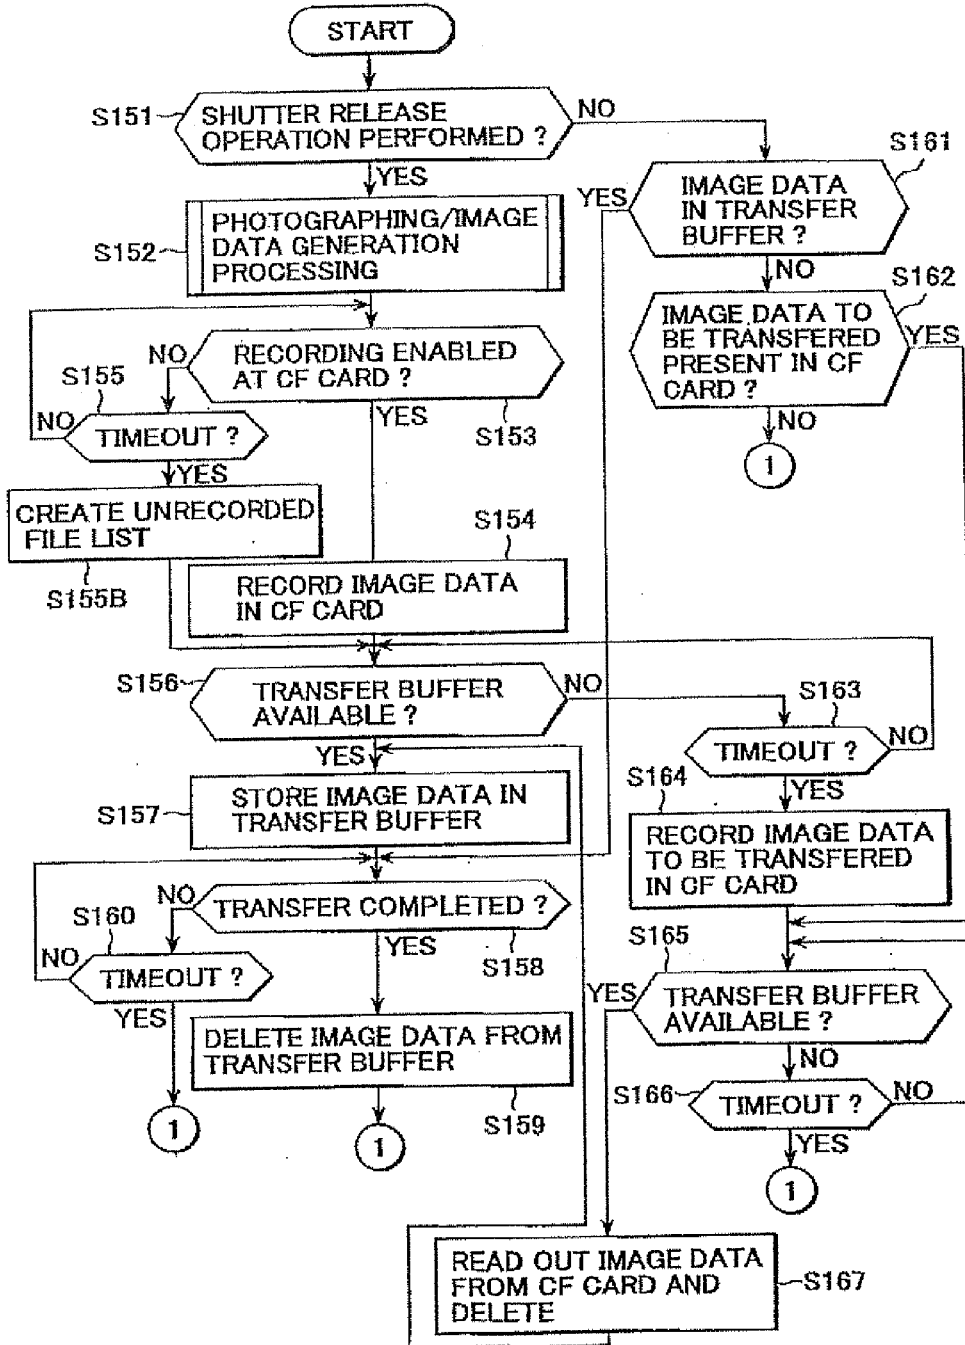 START
S151
SHUTTER RELEASE
OPERATION PERFORMED ?
NO
YES
S161
IMAGE DATA
IN TRANSFER
BUFFER ?
YES
NO
S152
PHOTOGRAPHING/IMAGE
DATA GENERATION
PROCESSING
S162
IMAGE DATA TO
BE TRANSFERED
PRESENT IN CF
CARD ?
YES
NO
1
NO
RECORDING ENABLED
AT CF CARD ?
YES
S153
S155
NO
TIMEOUT ?
YES
CREATE UNRECORDED
FILE LIST
S155B
S154
RECORD IMAGE DATA
IN CF CARD
S156
TRANSFER BUFFER
AVAILABLE ?
NO
YES
S163
TIMEOUT ?
NO
YES
S157
STORE IMAGE DATA IN
TRANSFER BUFFER
S164
RECORD IMAGE DATA
TO BE TRANSFERED
IN CF CARD
NO
TRANSFER COMPLETED ?
YES
S158
S160
NO
TIMEOUT ?
YES
1
S165
YES
TRANSFER BUFFER
AVAILABLE ?
NO
DELETE IMAGE DATA FROM
TRANSFER BUFFER
S159
1
S166
TIMEOUT ?
NO
YES
1
READ OUT IMAGE DATA
FROM CF CARD AND
DELETE
S167